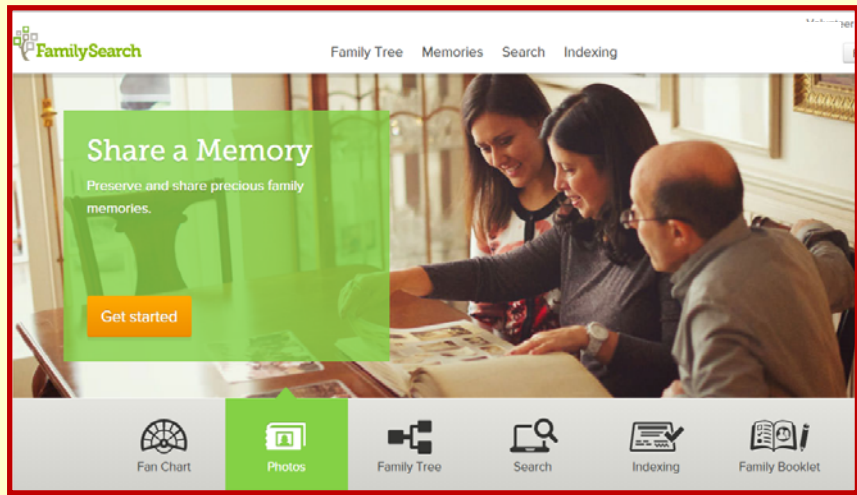 FamilySearch
Family Tree Memories Search Indexing
Share a Memory
Preserve and share precious family
memories.
Get started
Fan Chart Photos Family Tree Search Indexing Family Booklet